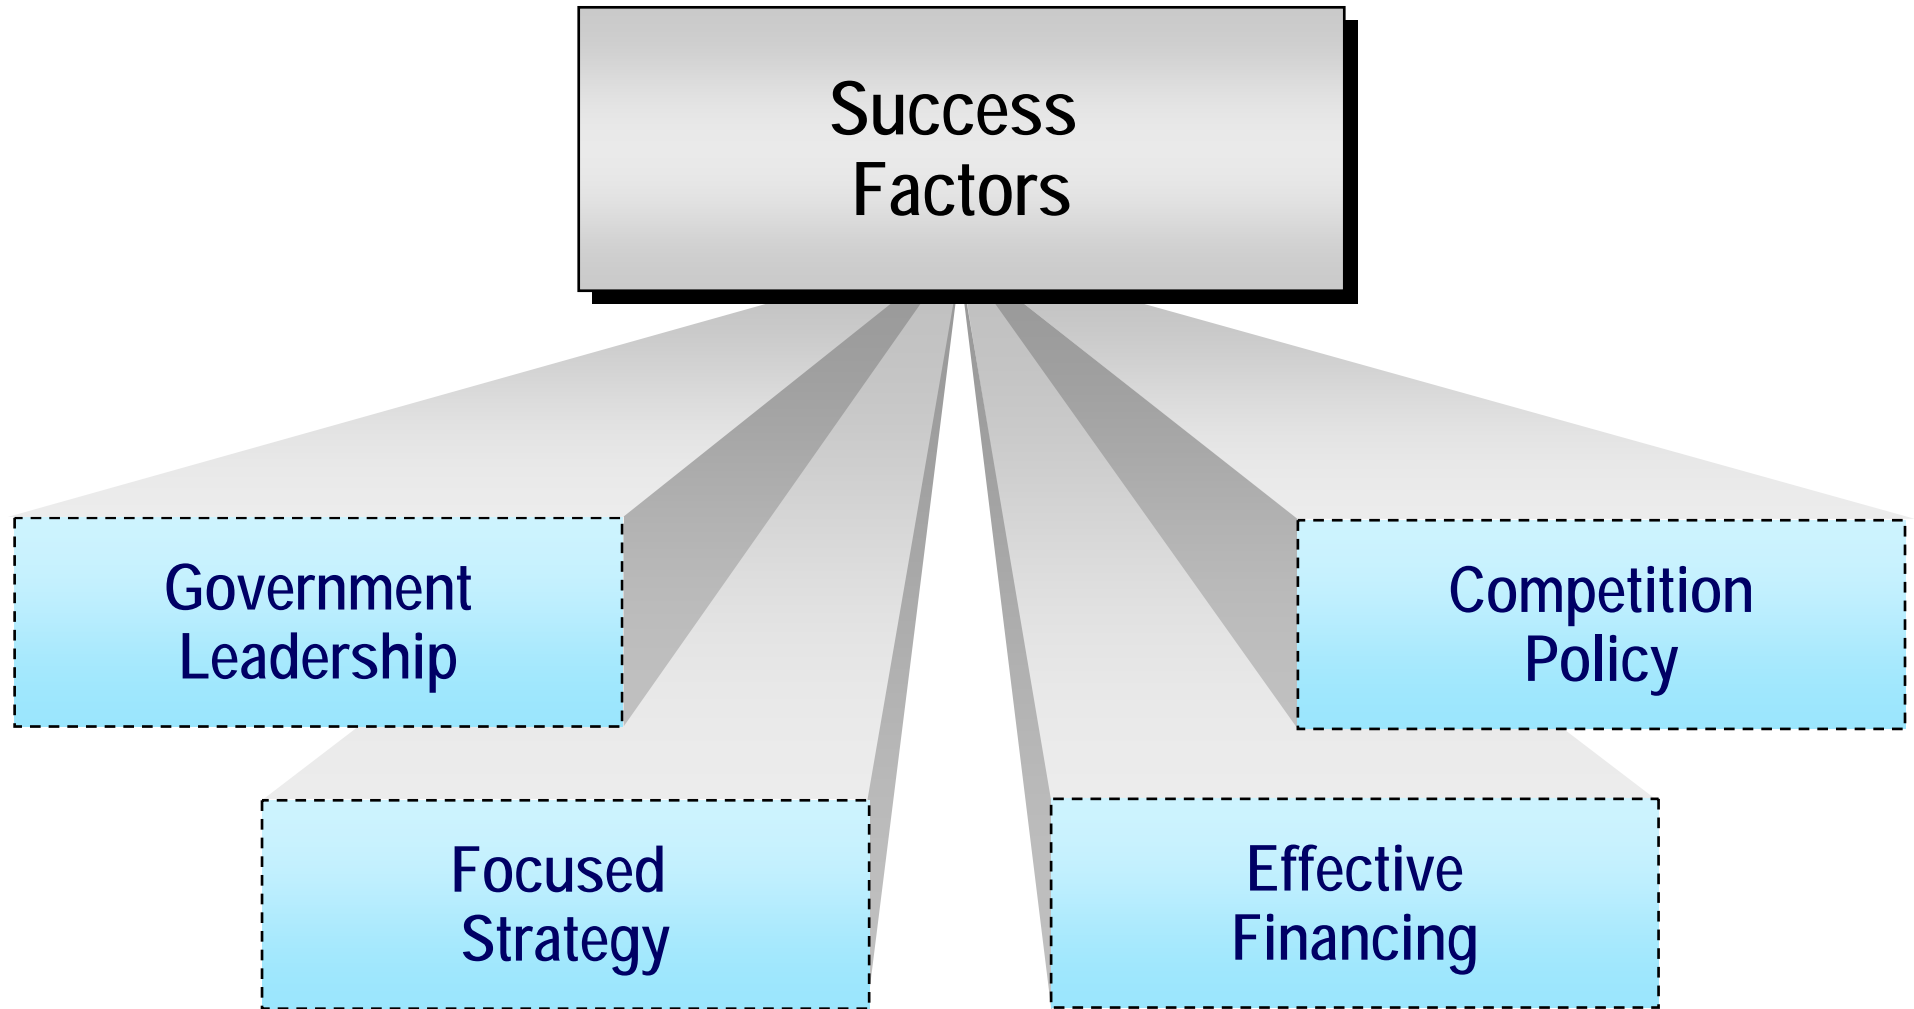 Success
Factors
Government
Leadership
Competition
Policy
Focused
Strategy
Effective
Financing